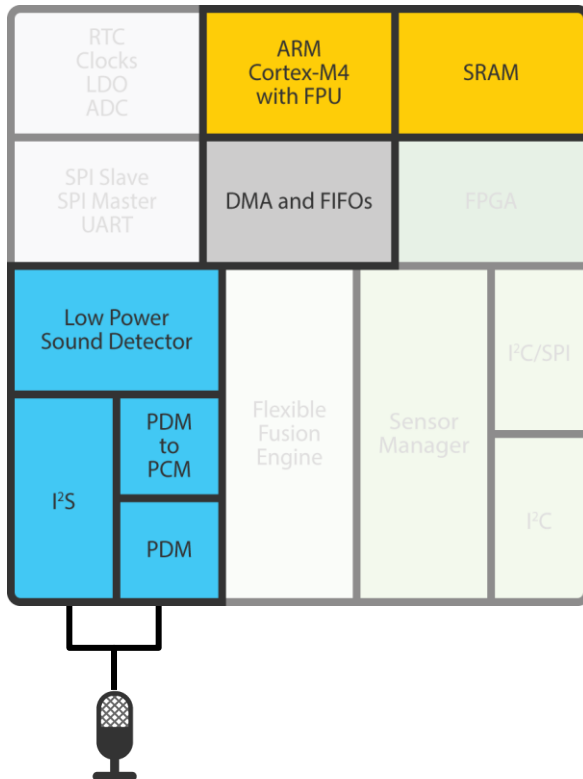 RTC
Clocks
LDO
ADC
ARM
Cortex-M4
with FPU
SRAM
SPI Slave
SPI Master
UART
DMA and FIFOs
FPGA
Low Power
Sound Detector
I²S
PDM
to
PCM
PDM
Flexible
Fusion
Engine
Sensor
Manager
I²C/SPI
I²C